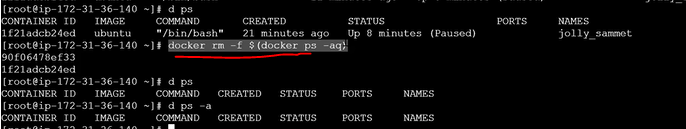 [root@ip-172-31-36-140 ~]# d ps
CONTAINER ID IMAGE COMMAND CREATED STATUS PORTS NAMES
1f21adcb24ed ubuntu "/bin/bash" 21 minutes ago Up 8 minutes (Paused) jolly_sammet
[root@ip-172-31-36-140 ~]# docker rm -f $(docker ps -aq)
90f06478ef33
1f21adcb24ed
[root@ip-172-31-36-140 ~]# d ps
CONTAINER ID IMAGE COMMAND CREATED STATUS PORTS NAMES
[root@ip-172-31-36-140 ~]# d ps -a
CONTAINER ID IMAGE COMMAND CREATED STATUS PORTS NAMES
[root@ip-172-31-36-140 ~]#